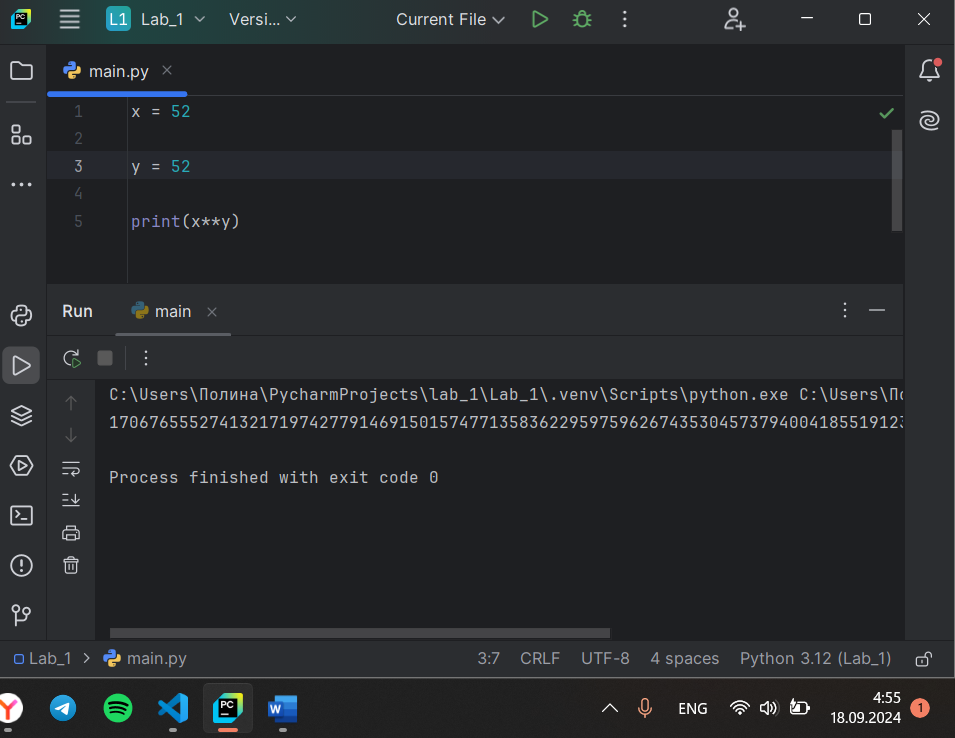 PC L1 Lab_1 Versi... Current File
main.py
1 x = 52
2
3 y = 52
4
5 print(x**y)
Run main
C:\Users\Полина\PycharmProjects\lab_1\Lab_1\.venv\Scripts\python.exe C:\Users\По
17067655527413217197427791469150157477135836229597596267435304573794004185519123
Process finished with exit code 0
Lab_1 > main.py 3:7 CRLF UTF-8 4 spaces Python 3.12 (Lab_1)
PC W ENG 4:55
18.09.2024 1